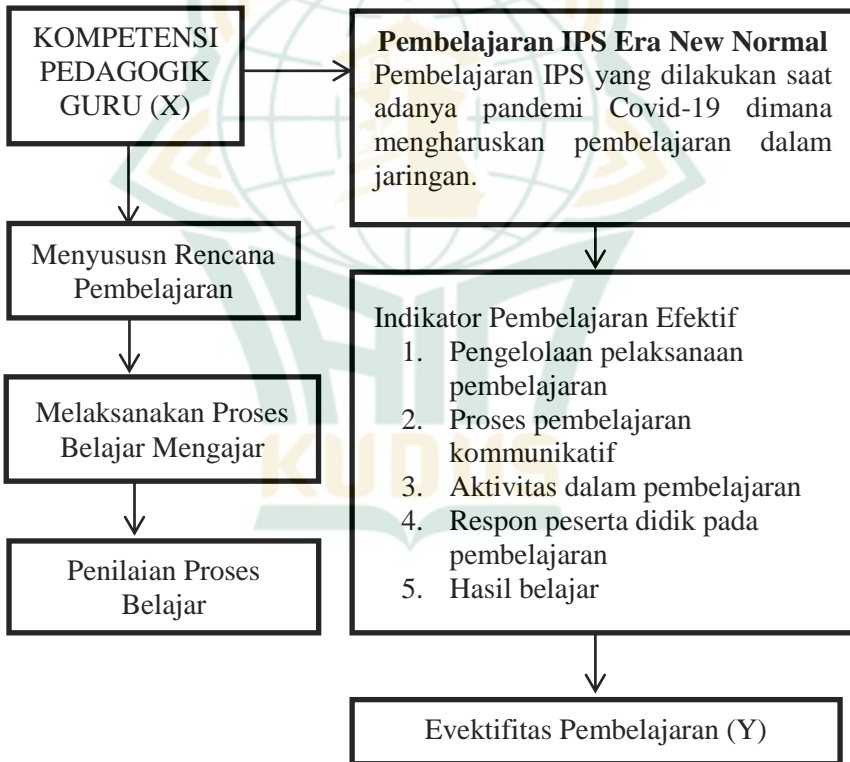 KOMPETENSI
PEDAGOGIK
GURU (X)
Pembelajaran IPS Era New Normal
Pembelajaran IPS yang dilakukan saat
adanya pandemi Covid-19 dimana
mengharuskan pembelajaran dalam
jaringan.
Menyususn Rencana
Pembelajaran
Melaksanakan Proses
Belajar Mengajar
Penilaian Proses
Belajar
Indikator Pembelajaran Efektif
1. Pengelolaan pelaksanaan
pembelajaran
2. Proses pembelajaran
kommunikatif
3. Aktivitas dalam pembelajaran
4. Respon peserta didik pada
pembelajaran
5. Hasil belajar
Evektifitas Pembelajaran (Y)
KUDUS